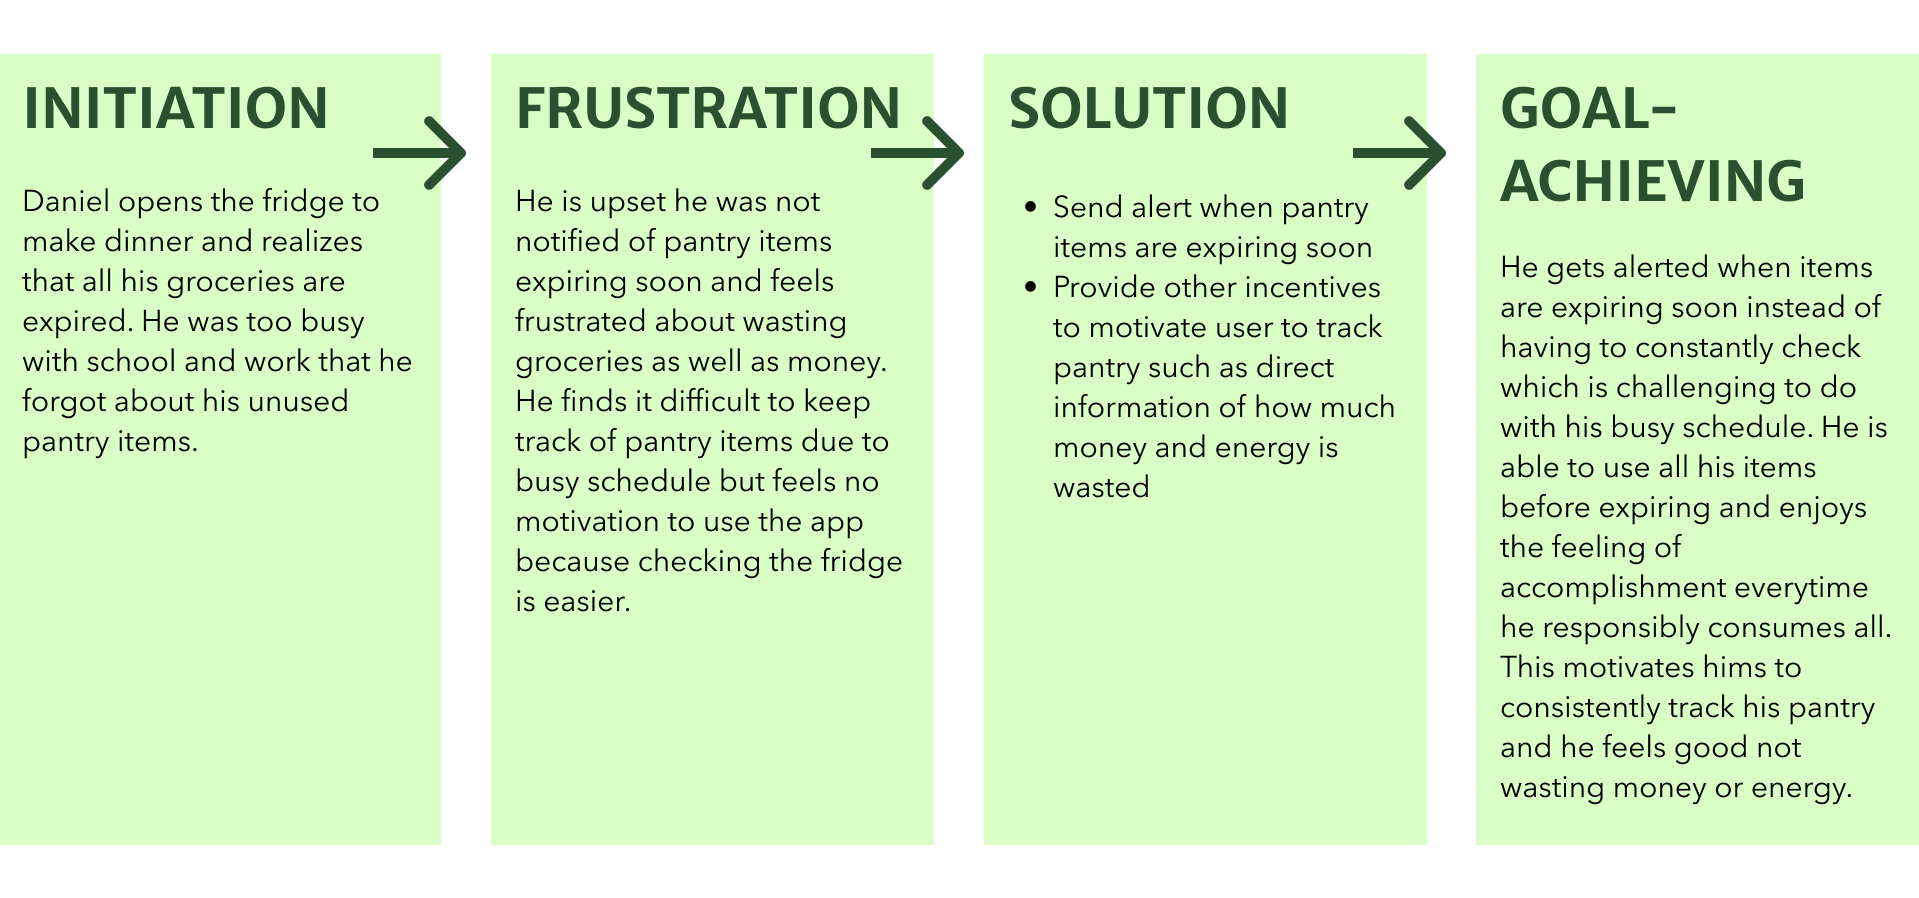 INITIATION
Daniel opens the fridge to
make dinner and realizes
that all his groceries are
expired. He was too busy
with school and work that he
forgot about his unused
pantry items.
FRUSTRATION
He is upset he was not
notified of pantry items
expiring soon and feels
frustrated about wasting
groceries as well as money.
He finds it difficult to keep
track of pantry items due to
busy schedule but feels no
motivation to use the app
because checking the fridge
is easier.
SOLUTION
• Send alert when pantry
items are expiring soon
• Provide other incentives
to motivate user to track
pantry such as direct
information of how much
money and energy is
wasted
GOAL-
ACHIEVING
He gets alerted when items
are expiring soon instead of
having to constantly check
which is challenging to do
with his busy schedule. He is
able to use all his items
before expiring and enjoys
the feeling of
accomplishment everytime
he responsibly consumes all.
This motivates hims to
consistently track his pantry
and he feels good not
wasting money or energy.